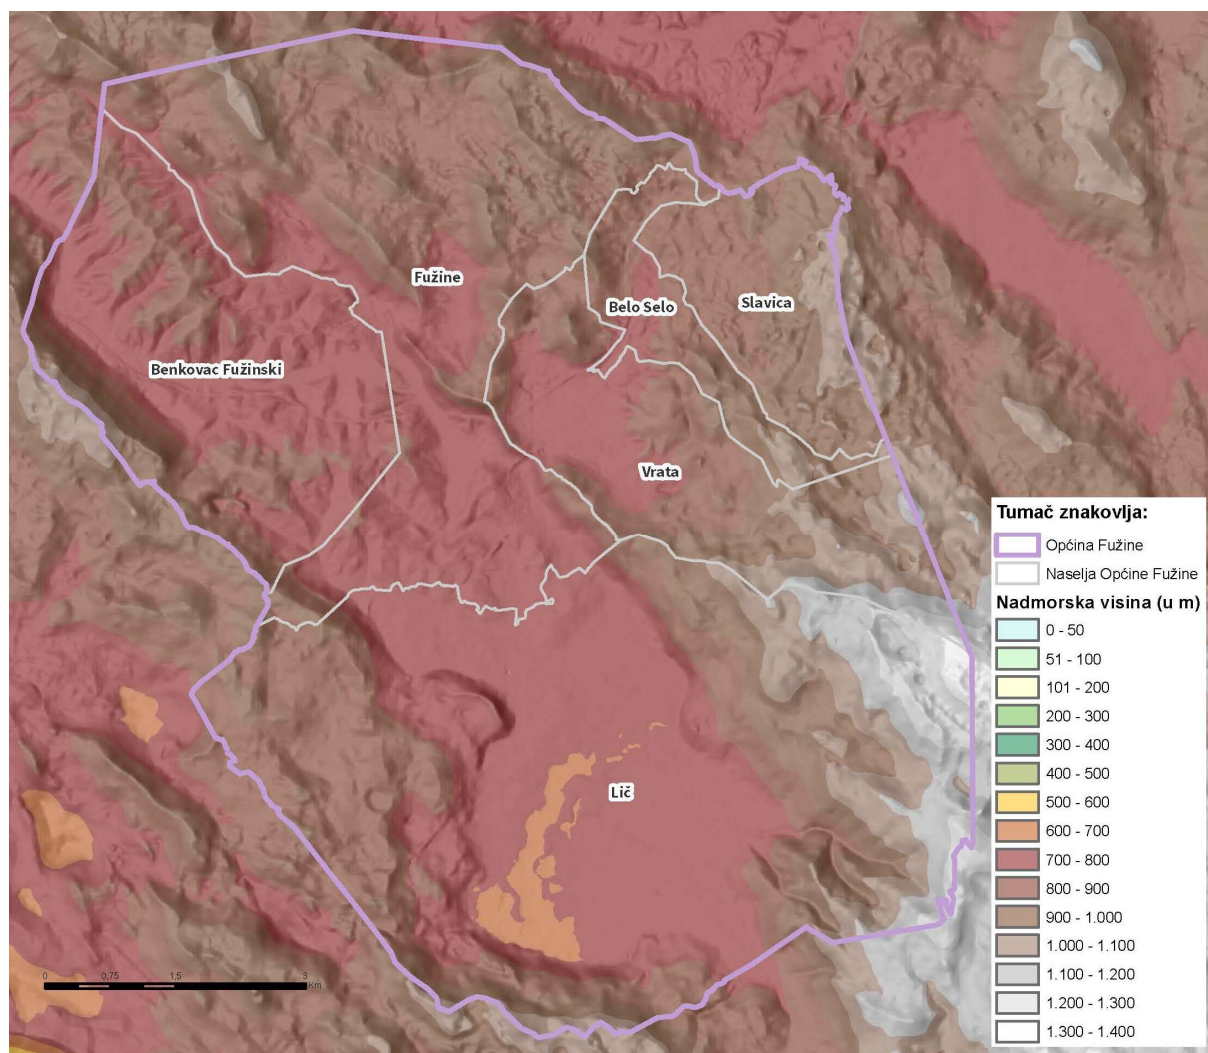 Fužine
Belo Selo
Slavica
Benkovac Fužinski
Vrata
Lič
0
0,75
1,5
3
Km
Tumač znakovlja:
Općina Fužine
Naselja Općine Fužine
Nadmorska visina (u m)
0 - 50
51 - 100
101 - 200
200 - 300
300 - 400
400 - 500
500 - 600
600 - 700
700 - 800
800 - 900
900 - 1.000
1.000 - 1.100
1.100 - 1.200
1.200 - 1.300
1.300 - 1.400